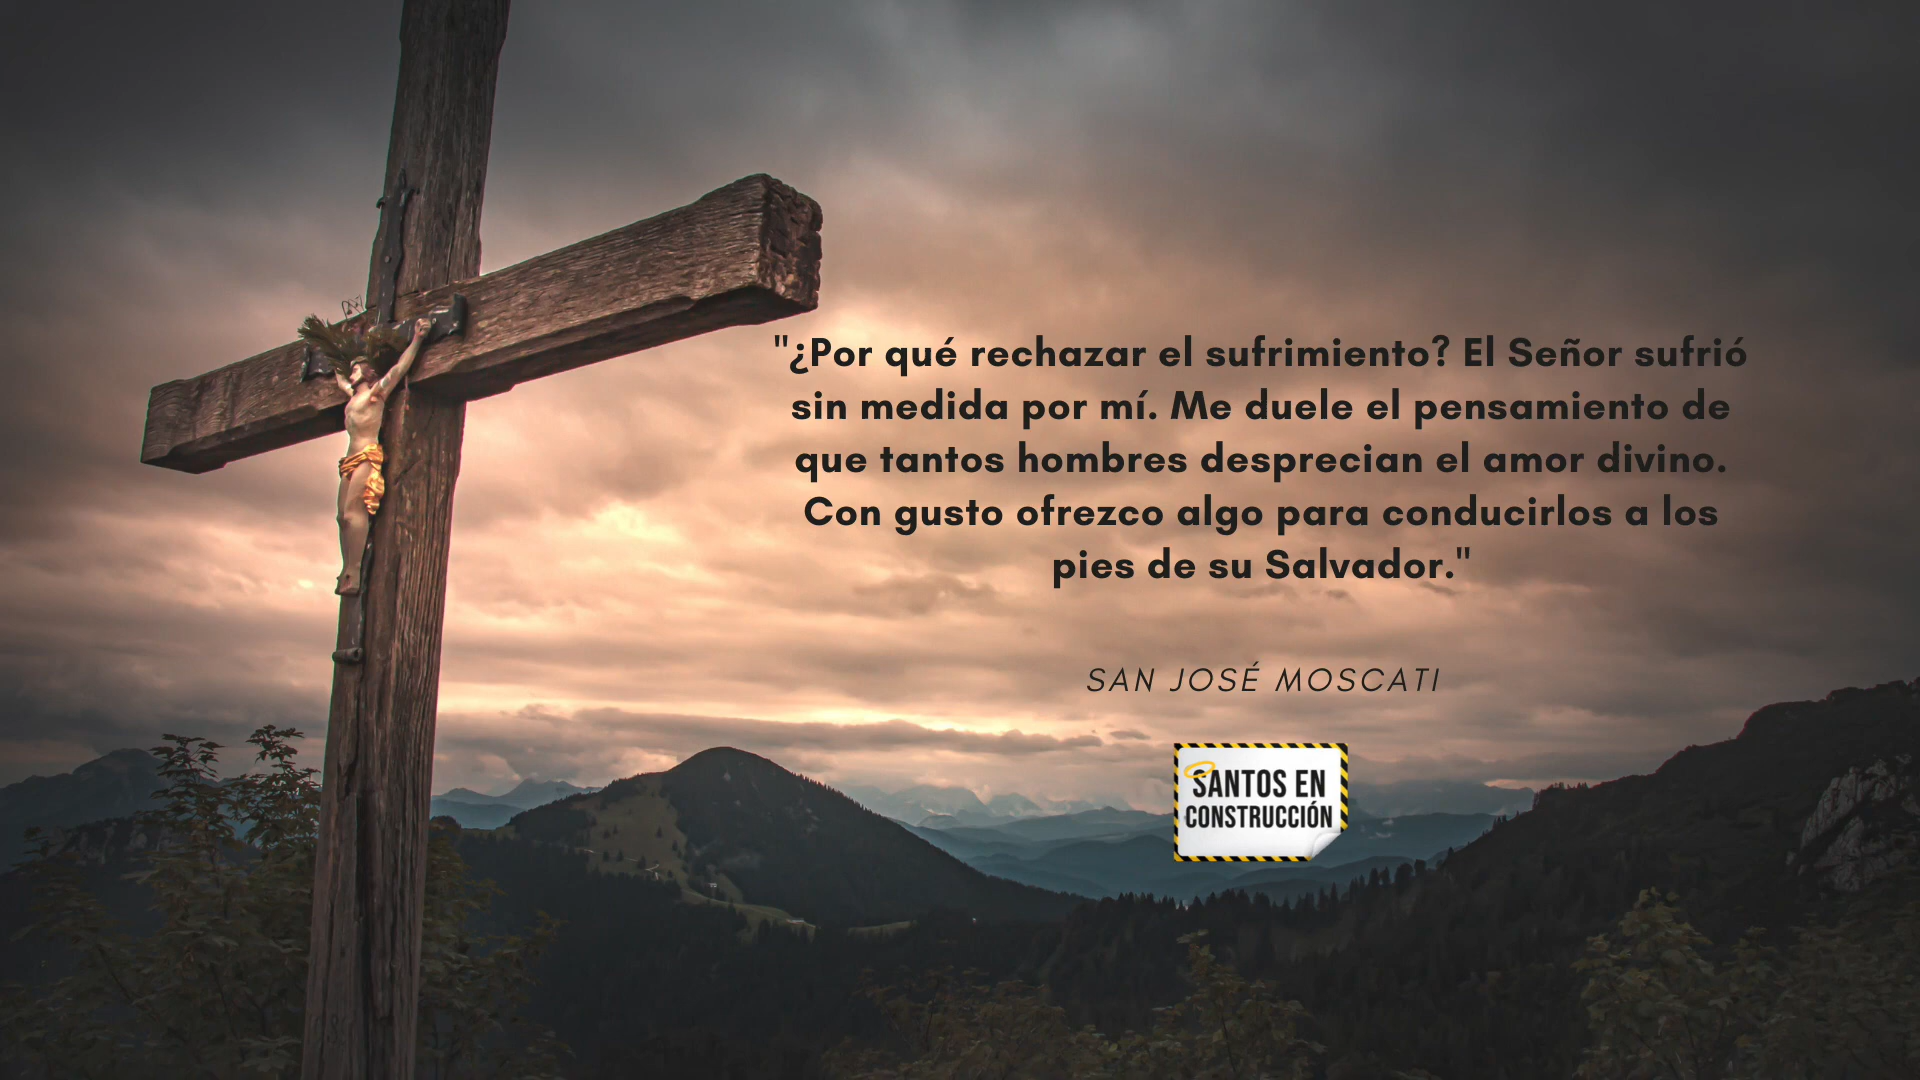 "¿Por qué rechazar el sufrimiento? El Señor sufrió
sin medida por mí. Me duele el pensamiento de
que tantos hombres desprecian el amor divino.
Con gusto ofrezco algo para conducirlos a los
pies de su Salvador."
SAN JOSÉ MOSCATI
SANTOS EN
CONSTRUCCIÓN